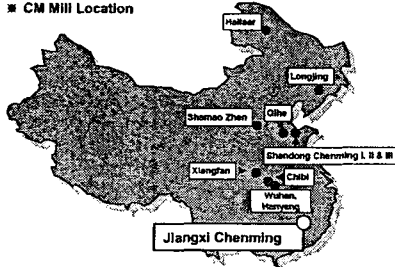 CM Mill Location
Hailaer
Longjing
Qihe
Shamao Zhen
Shandong Chenming I, II & III
Xiangfan
Chibi
Wuhan,
Hanyang
Jiangxi Chenming